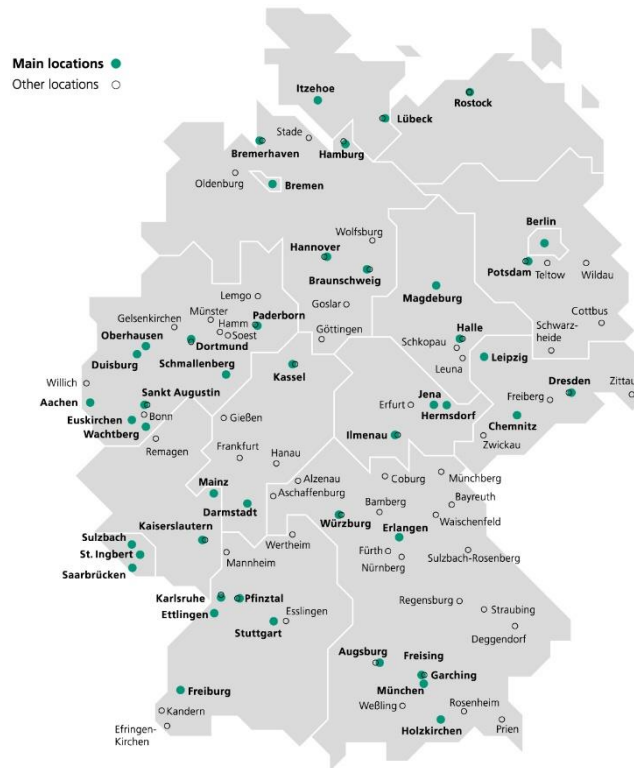 Main locations
Other locations
Itzehoe
Rostock
Lübeck
Stade
Bremerhaven
Hamburg
Oldenburg
Bremen
Berlin
Wolfsburg
Hannover
Potsdam
Teltow
Wildau
Braunschweig
Magdeburg
Lemgo
Goslar
Cottbus
Münster
Gelsenkirchen
Hamm
Paderborn
Göttingen
Halle
Schwarz-
heide
Oberhausen
Soest
Dortmund
Schkopau
Leipzig
Duisburg
Schmallenberg
Kassel
Leuna
Willich
Dresden
Zittau
Sankt Augustin
Jena
Freiberg
Aachen
Erfurt
Hermsdorf
Euskirchen
Bonn
Gießen
Chemnitz
Wachtberg
Ilmenau
Remagen
Zwickau
Frankfurt
Hanau
Coburg
Münchberg
Mainz
Alzenau
Bayreuth
Aschaffenburg
Bamberg
Darmstadt
Würzburg
Waischenfeld
Kaiserslautern
Erlangen
Sulzbach
Wertheim
St. Ingbert
Mannheim
Fürth
Sulzbach-Rosenberg
Nürnberg
Saarbrücken
Karlsruhe
Pfinztal
Regensburg
Ettlingen
Esslingen
Straubing
Stuttgart
Deggendorf
Augsburg
Freising
Garching
München
Freiburg
Weßling
Rosenheim
Kandern
Holzkirchen
Prien
Efringen-
Kirchen